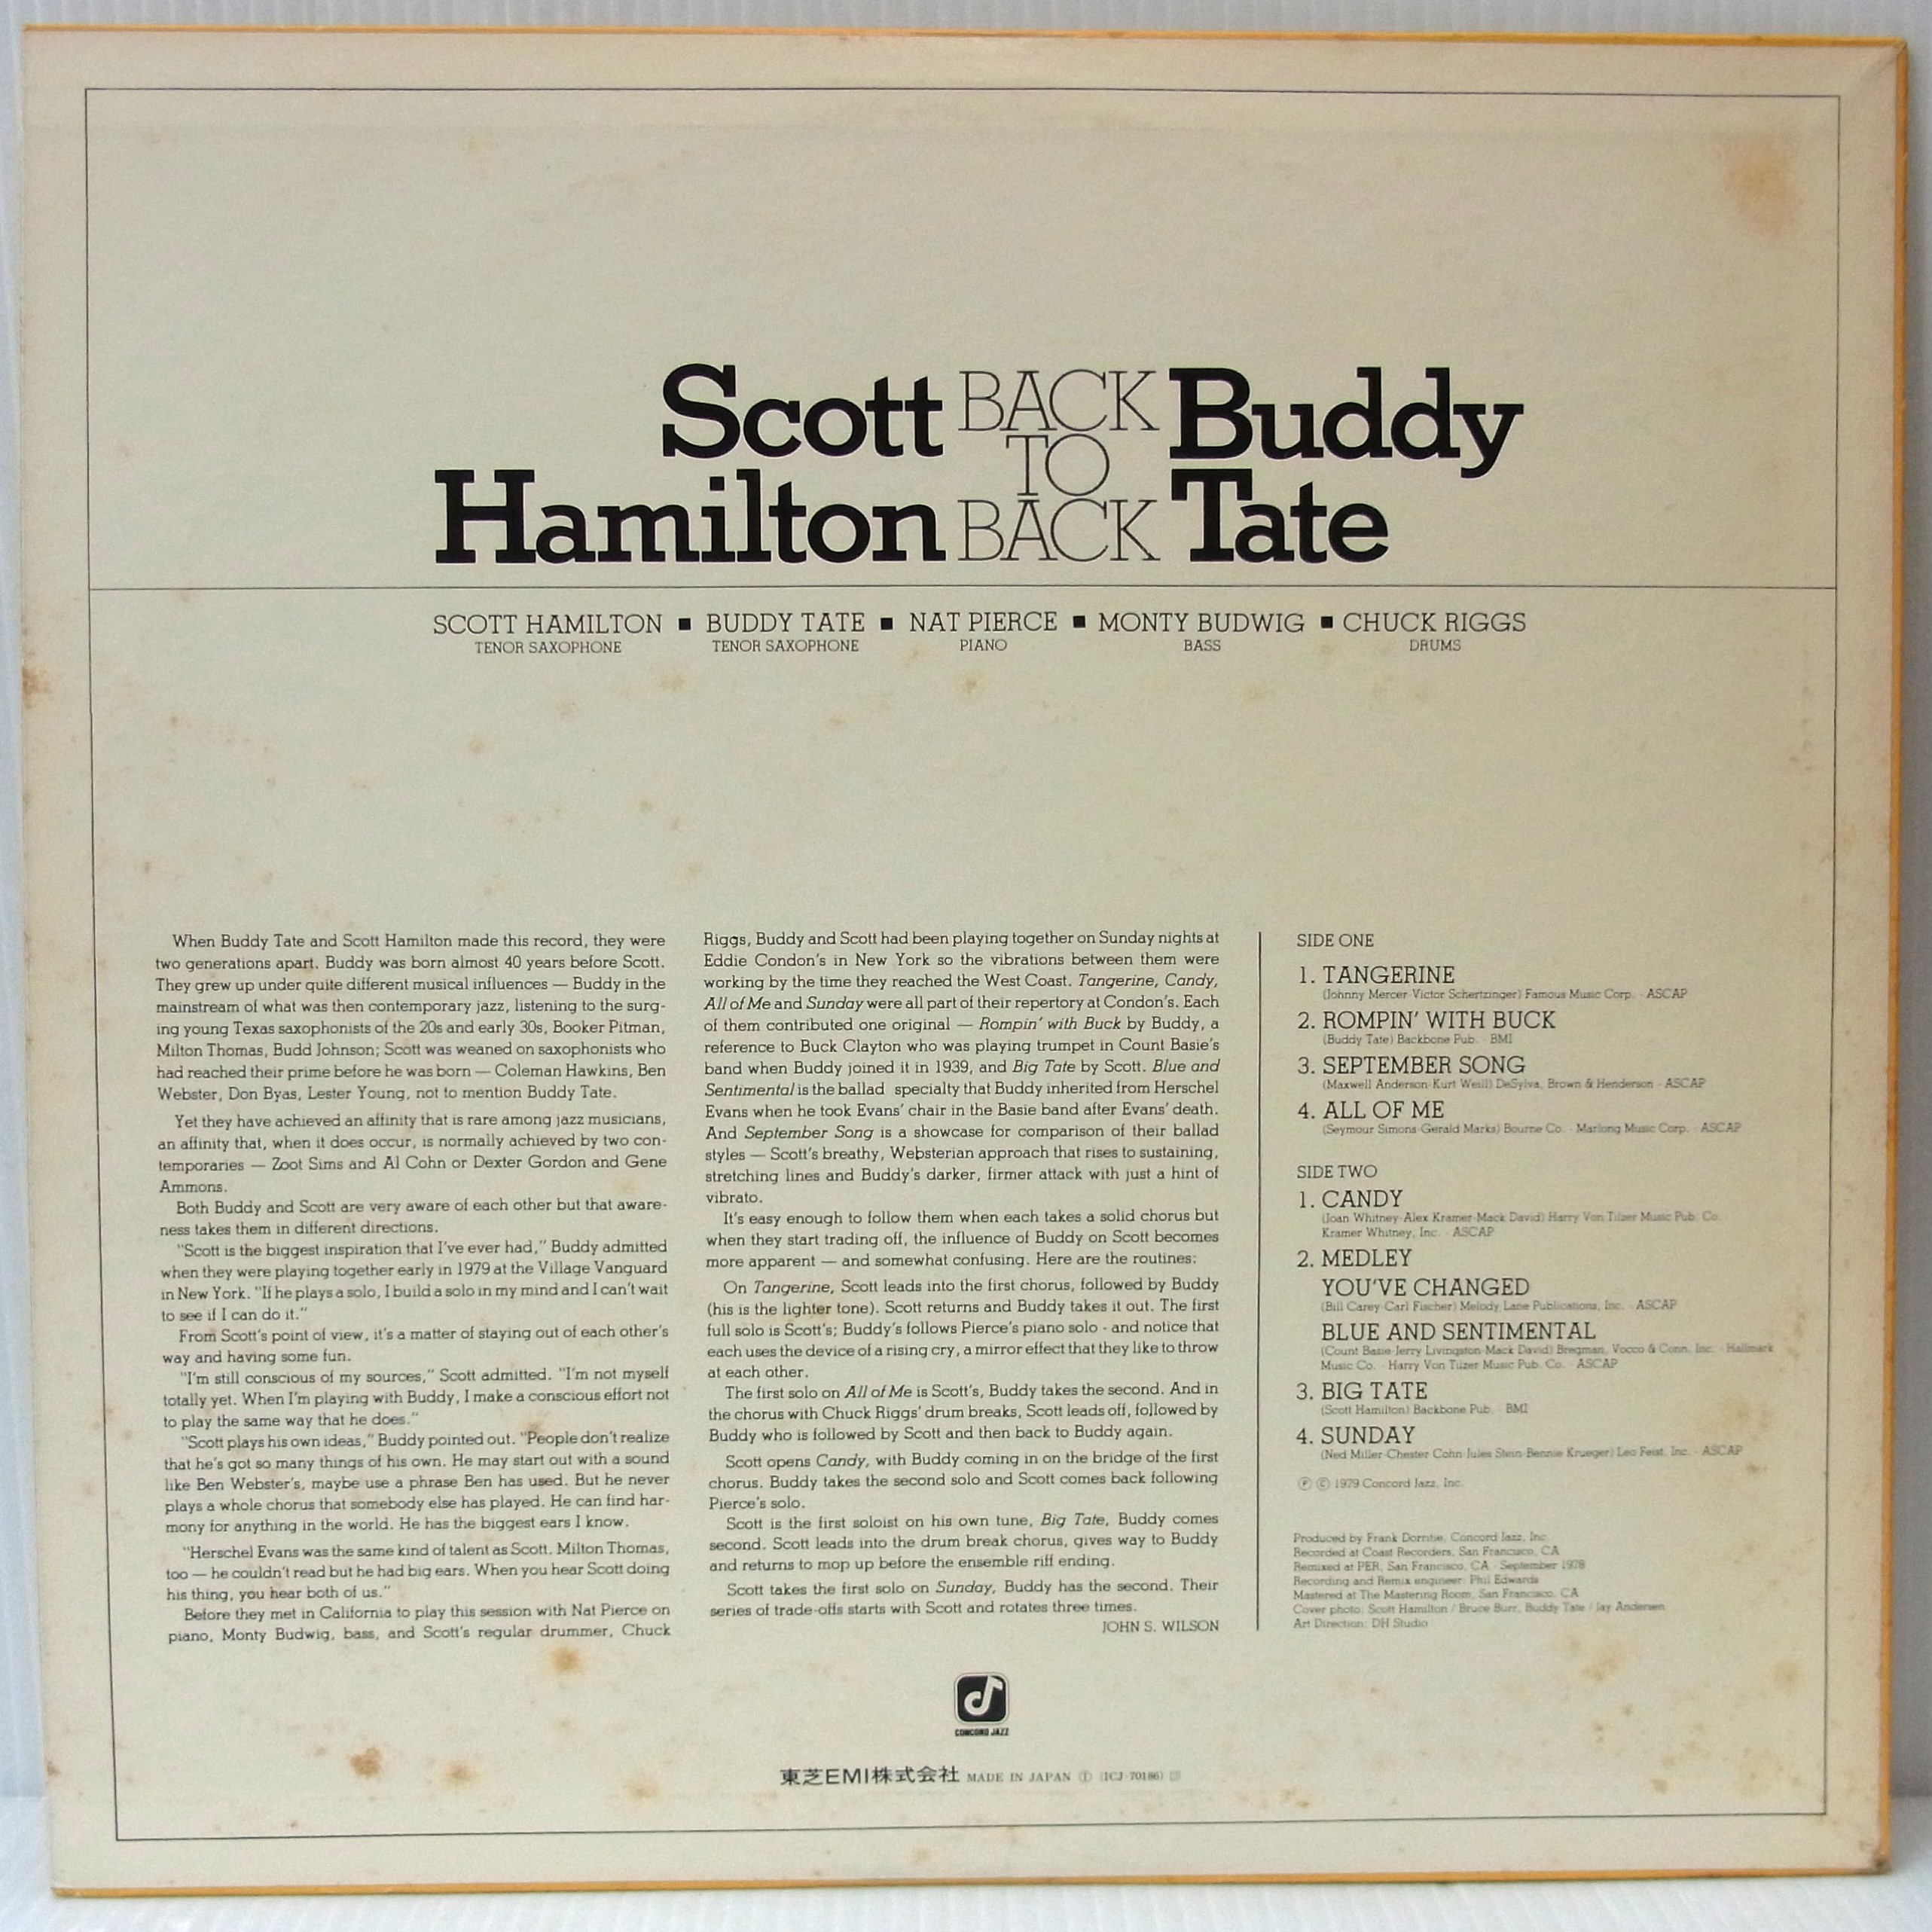 Scott BACK Buddy
TO
Hamilton BACK Tate
SCOTT HAMILTON ■ BUDDY TATE ■ NAT PIERCE ■ MONTY BUDWIG ■ CHUCK RIGGS
TENOR SAXOPHONE TENOR SAXOPHONE PIANO BASS DRUMS
When Buddy Tate and Scott Hamilton made this record, they were
two generations apart. Buddy was born almost 40 years before Scott.
They grew up under quite different musical influences — Buddy in the
mainstream of what was then contemporary jazz, listening to the surg-
ing young Texas saxophonists of the 20s and early 30s, Booker Pitman,
Milton Thomas, Budd Johnson; Scott was weaned on saxophonists who
had reached their prime before he was born — Coleman Hawkins, Ben
Webster, Don Byas, Lester Young, not to mention Buddy Tate.
Yet they have achieved an affinity that is rare among jazz musicians,
an affinity that, when it does occur, is normally achieved by two con-
temporaries — Zoot Sims and Al Cohn or Dexter Gordon and Gene
Ammons.
Both Buddy and Scott are very aware of each other but that aware-
ness takes them in different directions.
"Scott is the biggest inspiration that I've ever had," Buddy admitted
when they were playing together early in 1979 at the Village Vanguard
in New York. "If he plays a solo, I build a solo in my mind and I can't wait
to see if I can do it."
From Scott's point of view, it's a matter of staying out of each other's
way and having some fun.
"I'm still conscious of my sources," Scott admitted. "I'm not myself
totally yet. When I'm playing with Buddy, I make a conscious effort not
to play the same way that he does."
"Scott plays his own ideas," Buddy pointed out. "People don't realize
that he's got so many things of his own. He may start out with a sound
like Ben Webster's, maybe use a phrase Ben has used. But he never
plays a whole chorus that somebody else has played. He can find har-
mony for anything in the world. He has the biggest ears I know.
"Herschel Evans was the same kind of talent as Scott. Milton Thomas,
too — he couldn't read but he had big ears. When you hear Scott doing
his thing, you hear both of us."
Before they met in California to play this session with Nat Pierce on
piano, Monty Budwig, bass, and Scott's regular drummer, Chuck
Riggs, Buddy and Scott had been playing together on Sunday nights at
Eddie Condon's in New York so the vibrations between them were
working by the time they reached the West Coast. Tangerine, Candy,
All of Me and Sunday were all part of their repertory at Condon's. Each
of them contributed one original — Rompin' with Buck by Buddy, a
reference to Buck Clayton who was playing trumpet in Count Basie's
band when Buddy joined it in 1939, and Big Tate by Scott. Blue and
Sentimental is the ballad specialty that Buddy inherited from Herschel
Evans when he took Evans' chair in the Basie band after Evans' death.
And September Song is a showcase for comparison of their ballad
styles — Scott's breathy, Websterian approach that rises to sustaining,
stretching lines and Buddy's darker, firmer attack with just a hint of
vibrato.
It's easy enough to follow them when each takes a solid chorus but
when they start trading off, the influence of Buddy on Scott becomes
more apparent — and somewhat confusing. Here are the routines:
On Tangerine, Scott leads into the first chorus, followed by Buddy
(his is the lighter tone). Scott returns and Buddy takes it out. The first
full solo is Scott's; Buddy's follows Pierce's piano solo - and notice that
each uses the device of a rising cry, a mirror effect that they like to throw
at each other.
The first solo on All of Me is Scott's, Buddy takes the second. And in
the chorus with Chuck Riggs' drum breaks, Scott leads off, followed by
Buddy who is followed by Scott and then back to Buddy again.
Scott opens Candy, with Buddy coming in on the bridge of the first
chorus. Buddy takes the second solo and Scott comes back following
Pierce's solo.
Scott is the first soloist on his own tune, Big Tate, Buddy comes
second. Scott leads into the drum break chorus, gives way to Buddy
and returns to mop up before the ensemble riff ending.
Scott takes the first solo on Sunday, Buddy has the second. Their
series of trade-offs starts with Scott and rotates three times.
JOHN S. WILSON
SIDE ONE
1. TANGERINE
(Johnny Mercer-Victor Schertzinger) Famous Music Corp. · ASCAP
2. ROMPIN' WITH BUCK
(Buddy Tate) Backbone Pub. · BMI
3. SEPTEMBER SONG
(Maxwell Anderson-Kurt Weill) DeSylva, Brown & Henderson · ASCAP
4. ALL OF ME
(Seymour Simons-Gerald Marks) Bourne Co. · Marlong Music Corp. · ASCAP
SIDE TWO
1. CANDY
(Joan Whitney-Alex Kramer-Mack David) Harry Von Tilzer Music Pub. Co.
Kramer Whitney, Inc. · ASCAP
2. MEDLEY
YOU'VE CHANGED
(Bill Carey-Carl Fischer) Melody Lane Publications, Inc. · ASCAP
BLUE AND SENTIMENTAL
(Count Basie-Jerry Livingston-Mack David) Bregman, Vocco & Conn, Inc. · Hallmark
Music Co. · Harry Von Tilzer Music Pub. Co. · ASCAP
3. BIG TATE
(Scott Hamilton) Backbone Pub. · BMI
4. SUNDAY
(Ned Miller-Chester Cohn-Jules Stein-Bennie Krueger) Leo Feist, Inc. · ASCAP
℗ © 1979 Concord Jazz, Inc.
Produced by Frank Dorritie, Concord Jazz, Inc.
Recorded at Coast Recorders, San Francisco, CA
Remixed at PER, San Francisco, CA · September 1978
Recording and Remix engineer: Phil Edwards
Mastered at The Mastering Room, San Francisco, CA
Cover photo: Scott Hamilton / Bruce Burr, Buddy Tate / Jay Andersen
Art Direction: DH Studio
CONCORD JAZZ
東芝EMI株式会社 MADE IN JAPAN Ⓣ (ICJ-70186)